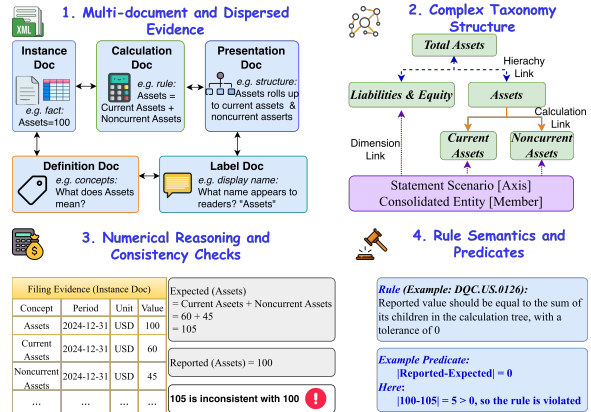 1. Multi-document and Dispersed
Evidence
XML
Instance
Doc
e.g. fact:
Assets=100
Calculation
Doc
e.g. rule:
Assets =
Current Assets +
Noncurrent Assets
Presentation
Doc
e.g. structure:
Assets rolls up
to current assets &
noncurrent asserts
Definition Doc
e.g. concepts:
What does Assets
mean?
Label Doc
e.g. display name:
What name appears to
readers? "Assets"
2. Complex Taxonomy
Structure
Total Assets
Hierachy
Link
Liabilities & Equity
Assets
Calculation
Link
Dimension
Link
Current
Assets
Noncurrent
Assets
Statement Scenario [Axis]
Consolidated Entity [Member]
3. Numerical Reasoning and
Consistency Checks
Filing Evidence (Instance Doc)
Concept Period Unit Value
Assets 2024-12-31 USD 100
Current
Assets 2024-12-31 USD 60
Noncurrent
Assets 2024-12-31 USD 45
... ... ... ...
Expected (Assets)
= Current Assets + Noncurrent Assets
= 60 + 45
= 105
Reported (Assets) = 100
105 is inconsistent with 100
4. Rule Semantics and
Predicates
Rule (Example: DQC.US.0126):
Reported value should be equal to the sum of
its children in the calculation tree, with a
tolerance of 0
Example Predicate:
|Reported-Expected| = 0
Here:
|100-105| = 5 > 0, so the rule is violated